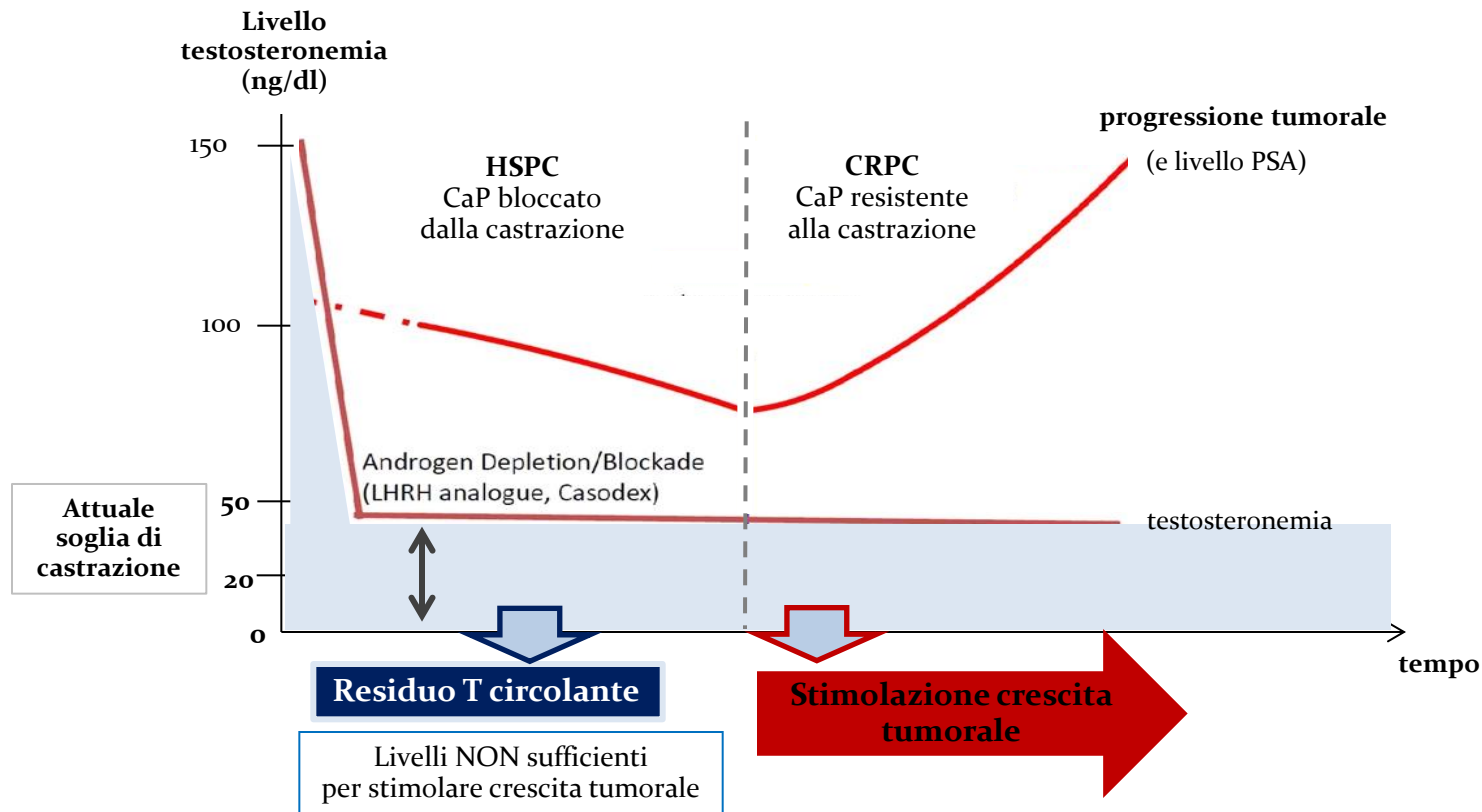 Livello
testosteronemia
(ng/dl)
150
100
50
20
0
Attuale
soglia di
castrazione
HSPC
CaP bloccato
dalla castrazione
CRPC
CaP resistente
alla castrazione
progressione tumorale
(e livello PSA)
Androgen Depletion/Blockade
(LHRH analogue, Casodex)
testosteronemia
tempo
Residuo T circolante
Livelli NON sufficienti
per stimolare crescita tumorale
Stimolazione crescita
tumorale